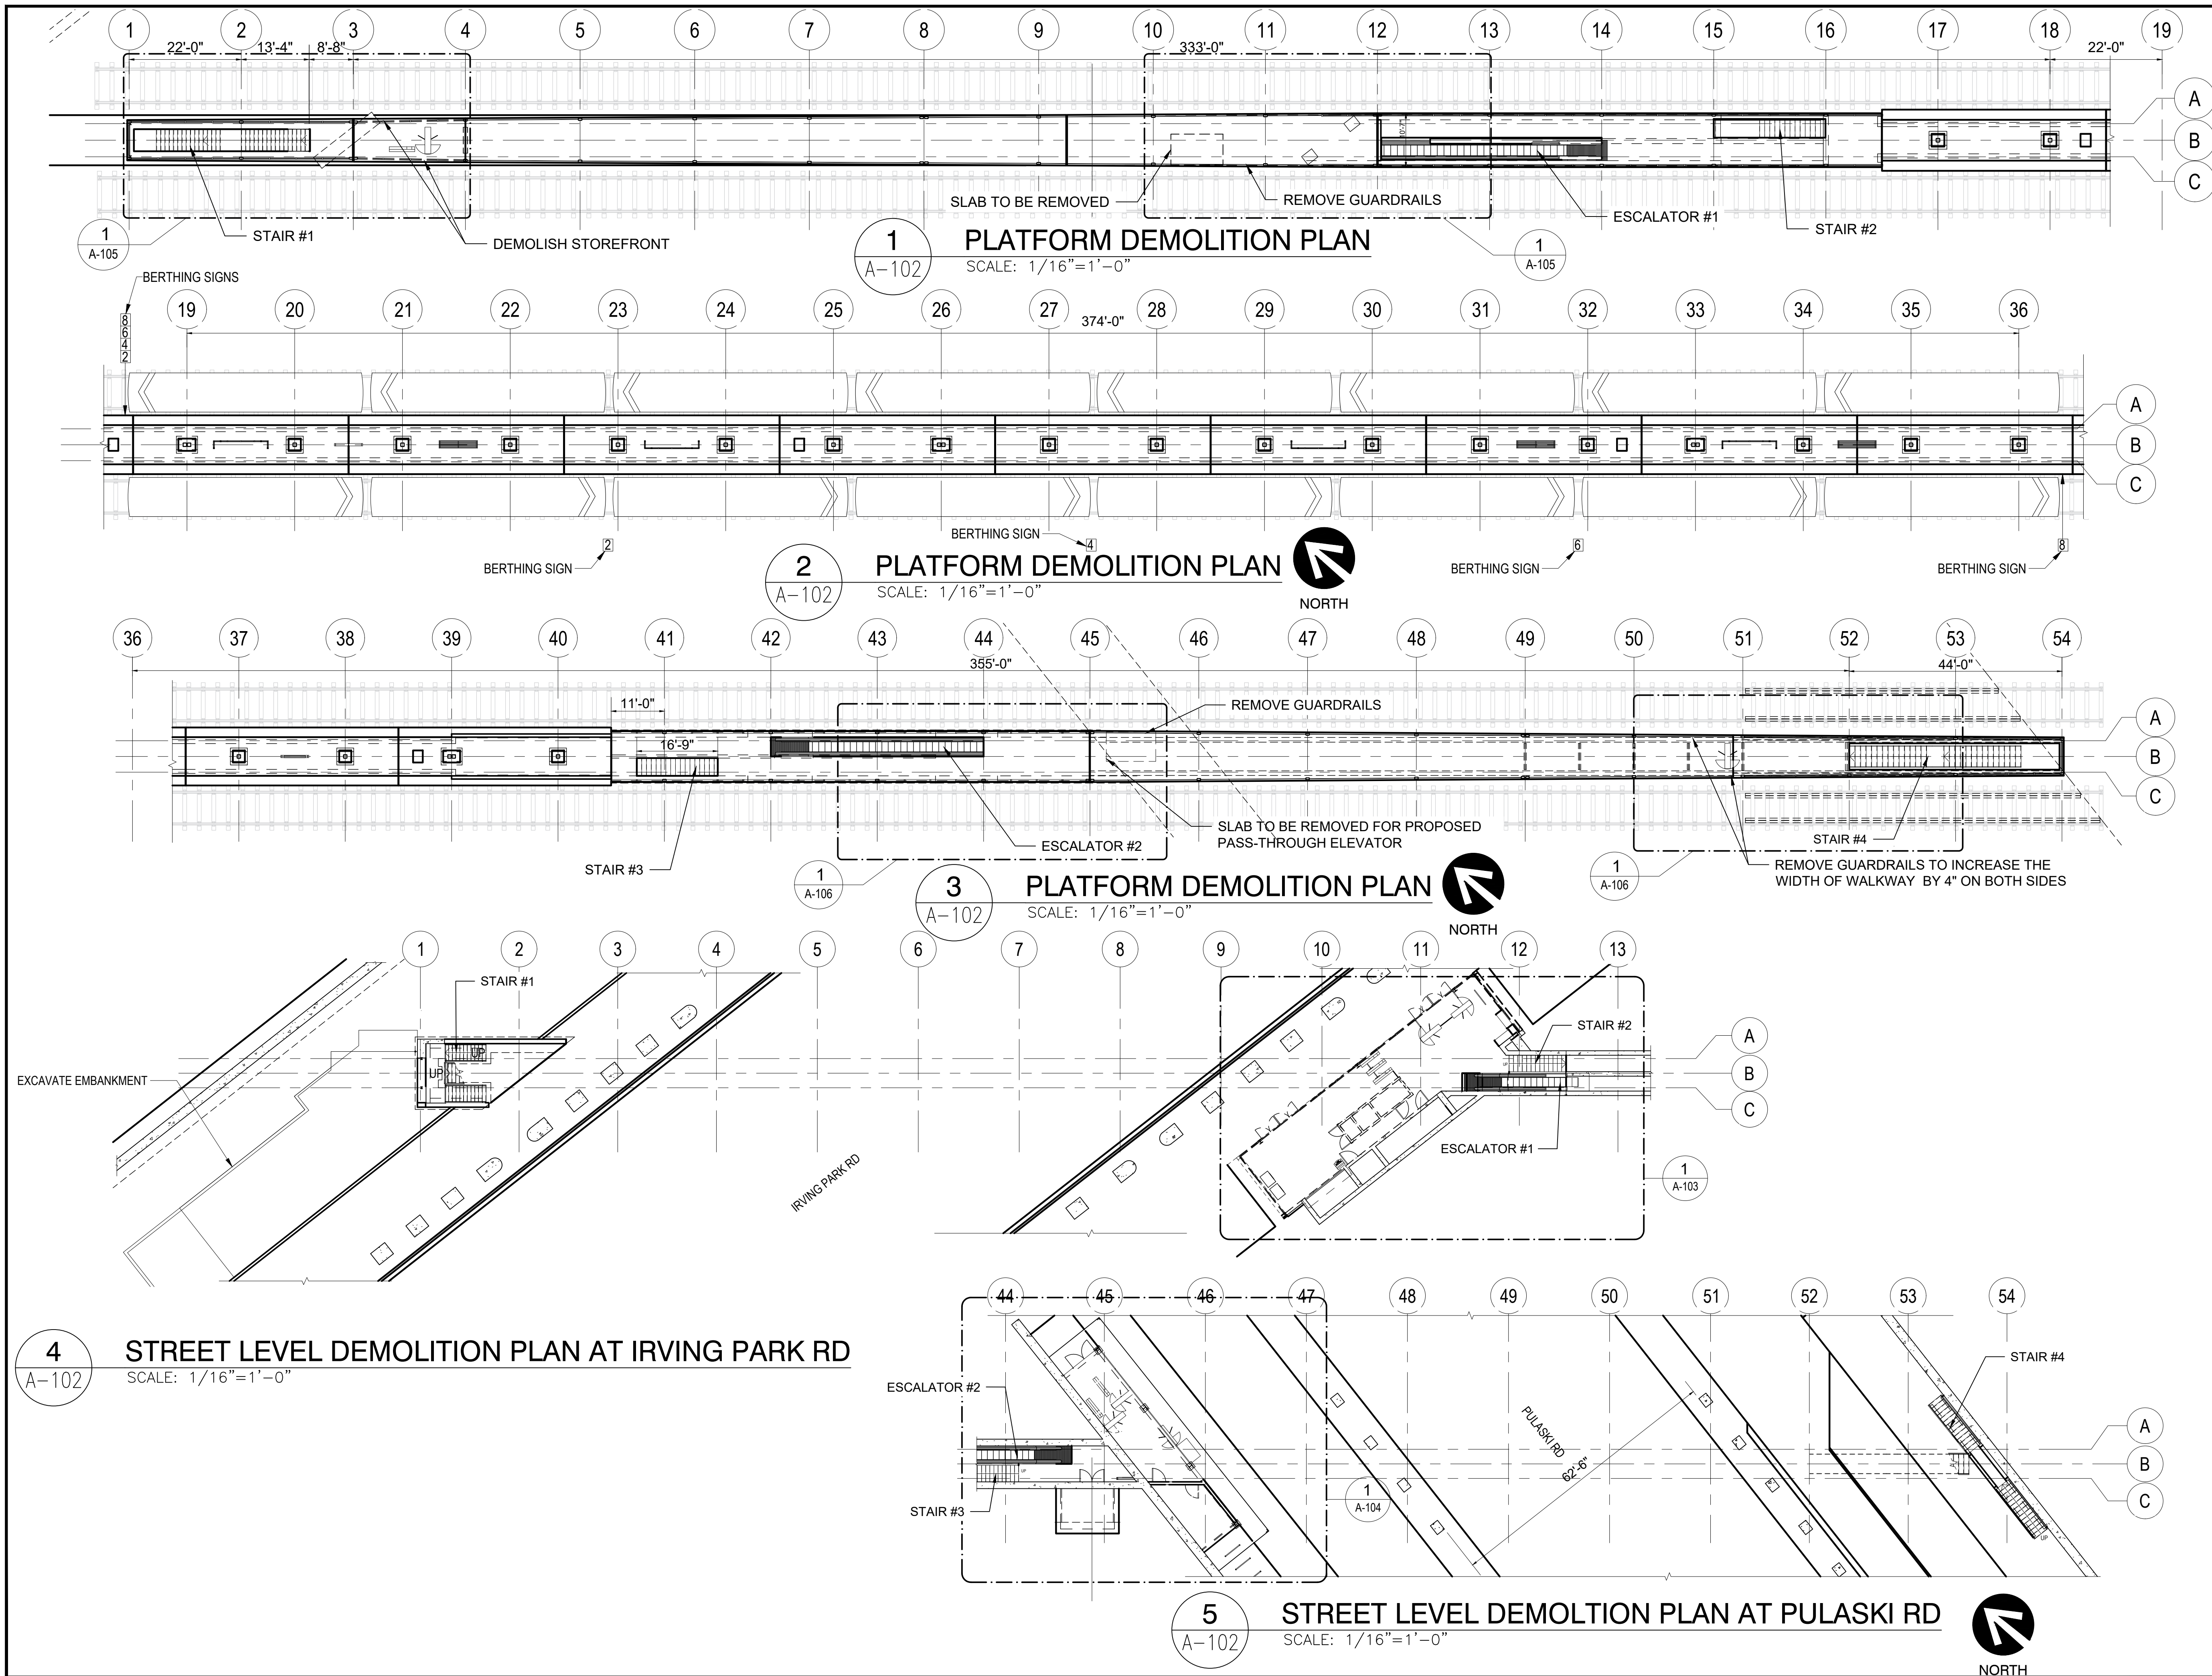 1 2 3 4 5 6 7 8 9 10 11 12 13 14 15 16 17 18 19
22'-0" 13'-4" 8'-8" 333'-0" 22'-0"
A
B
C
10'-7"
SLAB TO BE REMOVED
REMOVE GUARDRAILS
ESCALATOR #1
STAIR #2
STAIR #1
DEMOLISH STOREFRONT
1
A-105
1
A-105
1
A-102
PLATFORM DEMOLITION PLAN
SCALE: 1/16"=1'-0"
BERTHING SIGNS
8
6
4
2
19 20 21 22 23 24 25 26 27 28 29 30 31 32 33 34 35 36
374'-0"
A
B
C
BERTHING SIGN
2
BERTHING SIGN
4
BERTHING SIGN
6
BERTHING SIGN
8
2
A-102
PLATFORM DEMOLITION PLAN
SCALE: 1/16"=1'-0"
NORTH
36 37 38 39 40 41 42 43 44 45 46 47 48 49 50 51 52 53 54
355'-0" 44'-0"
11'-0"
16'-9"
REMOVE GUARDRAILS
A
B
C
STAIR #3
ESCALATOR #2
SLAB TO BE REMOVED FOR PROPOSED
PASS-THROUGH ELEVATOR
STAIR #4
REMOVE GUARDRAILS TO INCREASE THE
WIDTH OF WALKWAY BY 4" ON BOTH SIDES
1
A-106
1
A-106
3
A-102
PLATFORM DEMOLITION PLAN
SCALE: 1/16"=1'-0"
NORTH
1 2 3 4 5 6 7 8 9 10 11 12 13
STAIR #1
UP
UP
EXCAVATE EMBANKMENT
IRVING PARK RD
STAIR #2
UP
ESCALATOR #1
A
B
C
1
A-103
4
A-102
STREET LEVEL DEMOLITION PLAN AT IRVING PARK RD
SCALE: 1/16"=1'-0"
44 45 46 47 48 49 50 51 52 53 54
ESCALATOR #2
UP
STAIR #3
1
A-104
PULASKI RD
62'-6"
STAIR #4
UP
A
B
C
5
A-102
STREET LEVEL DEMOLTION PLAN AT PULASKI RD
SCALE: 1/16"=1'-0"
NORTH